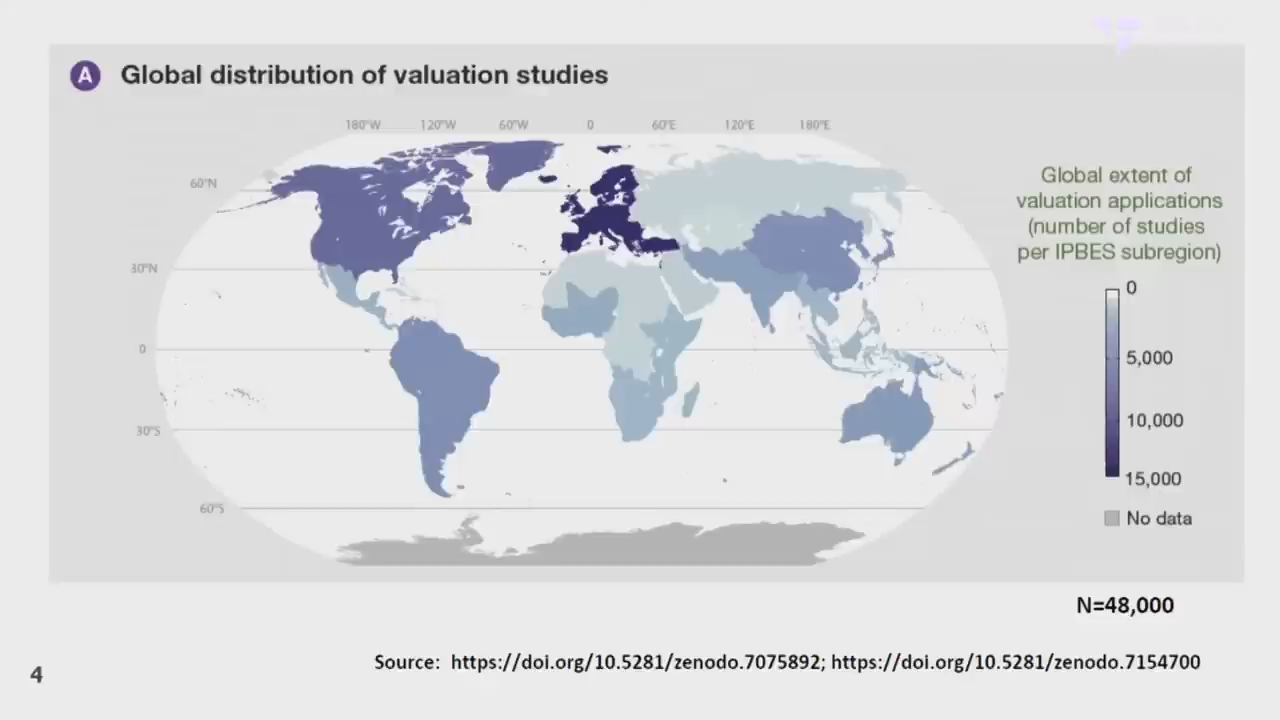 A Global distribution of valuation studies
180°W 120°W 60°W 0 60°E 120°E 180°E
60°N
30°N
0
30°S
60°S
Global extent of
valuation applications
(number of studies
per IPBES subregion)
0
5,000
10,000
15,000
No data
N=48,000
Source: https://doi.org/10.5281/zenodo.7075892; https://doi.org/10.5281/zenodo.7154700
4